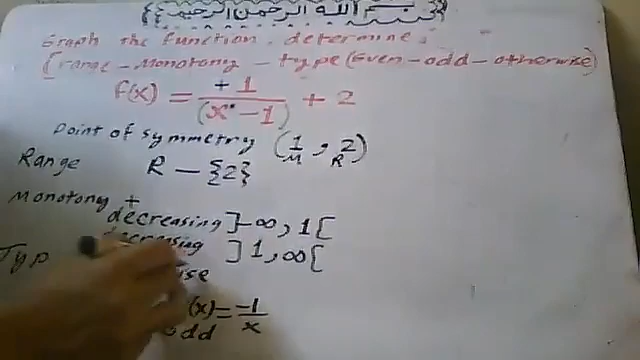 {بسم الله الرحمن الرحيم}
Graph the function, determine:
(range - Monotony - type (Even - odd - otherwise)
f(x) = +1/(x - 1) + 2
Point of symmetry (1, 2)
M R
Range R - {2}
Monotony +
decreasing ]-∞, 1[
decreasing ]1, ∞[
Typ
(x) = -1/x
odd